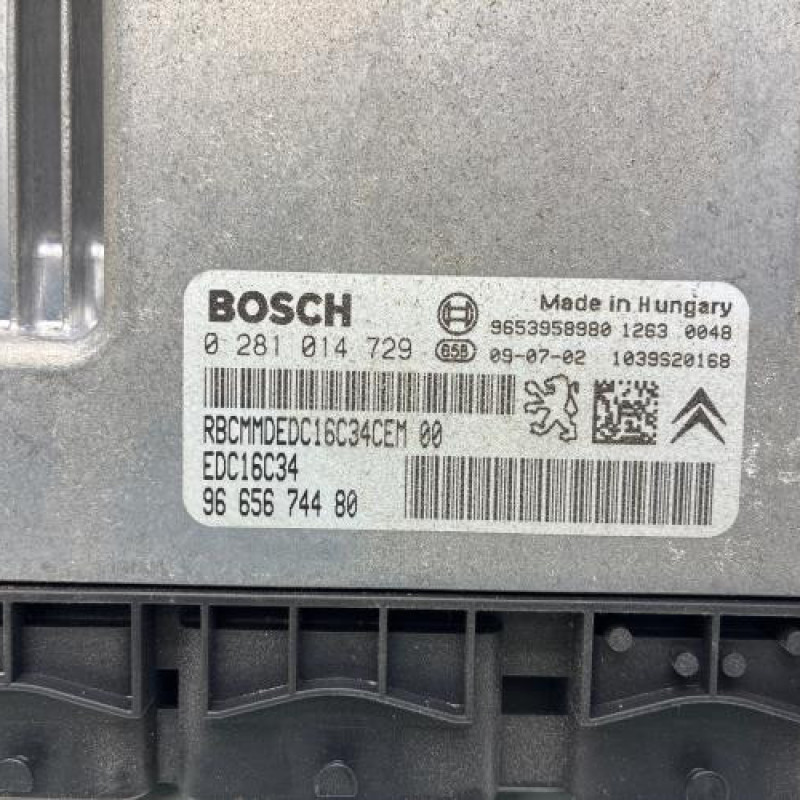 BOSCH
Made in Hungary
9653958980 1263 0048
0 281 014 729 65B 09-07-02 1039S20168
RBCMMDEDC16C34CEM 00
EDC16C34
96 656 744 80